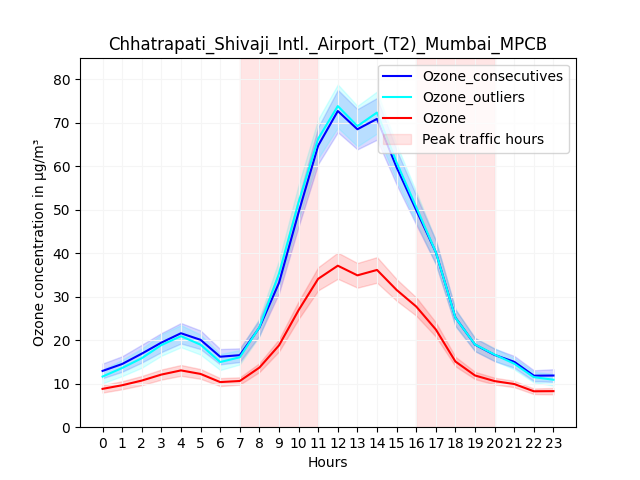 Chhatrapati_Shivaji_Intl._Airport_(T2)_Mumbai_MPCB
Ozone_consecutives
Ozone_outliers
Ozone
Peak traffic hours
Ozone concentration in μg/m³
80
70
60
50
40
30
20
10
0
0 1 2 3 4 5 6 7 8 9 10 11 12 13 14 15 16 17 18 19 20 21 22 23
Hours